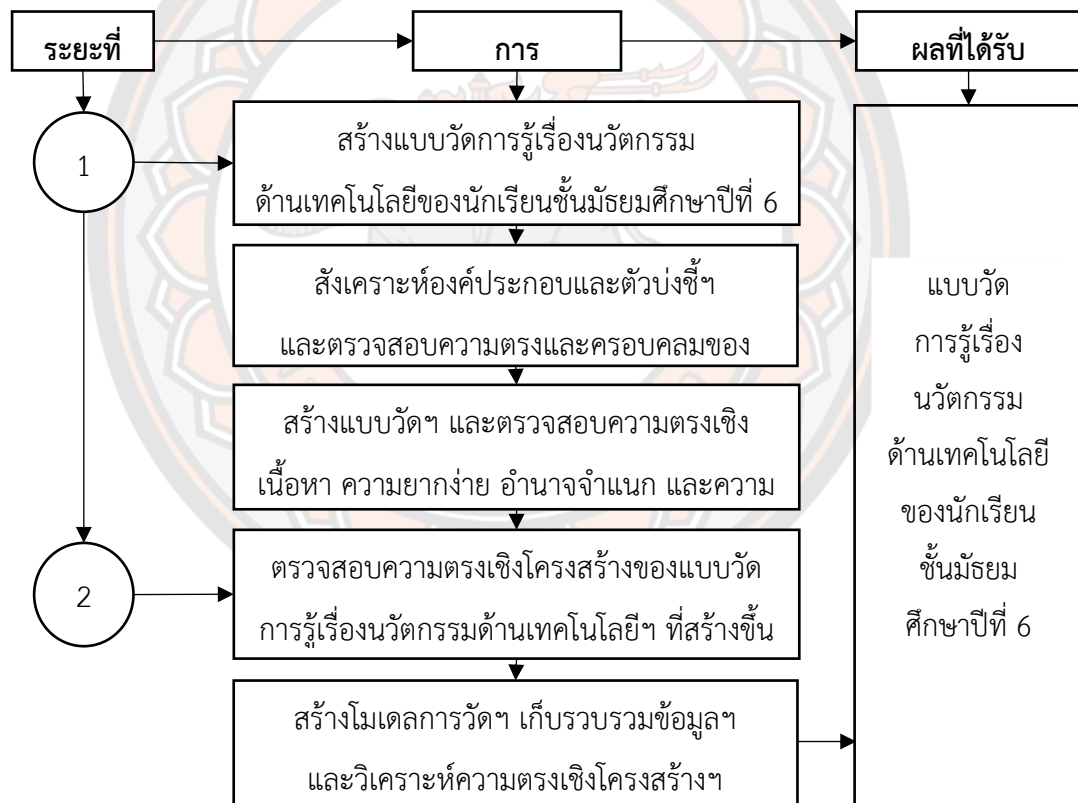 ระยะที่
การ
ผลที่ได้รับ
1
สร้างแบบวัดการรู้เรื่องนวัตกรรม
ด้านเทคโนโลยีของนักเรียนชั้นมัธยมศึกษาปีที่ 6
สังเคราะห์องค์ประกอบและตัวบ่งชี้ฯ
และตรวจสอบความตรงและครอบคลมของ
สร้างแบบวัดฯ และตรวจสอบความตรงเชิง
เนื้อหา ความยากง่าย อำนาจจำแนก และความ
2
ตรวจสอบความตรงเชิงโครงสร้างของแบบวัด
การรู้เรื่องนวัตกรรมด้านเทคโนโลยีฯ ที่สร้างขึ้น
สร้างโมเดลการวัดฯ เก็บรวบรวมข้อมูลฯ
และวิเคราะห์ความตรงเชิงโครงสร้างฯ
แบบวัด
การรู้เรื่อง
นวัตกรรม
ด้านเทคโนโลยี
ของนักเรียน
ชั้นมัธยม
ศึกษาปีที่ 6